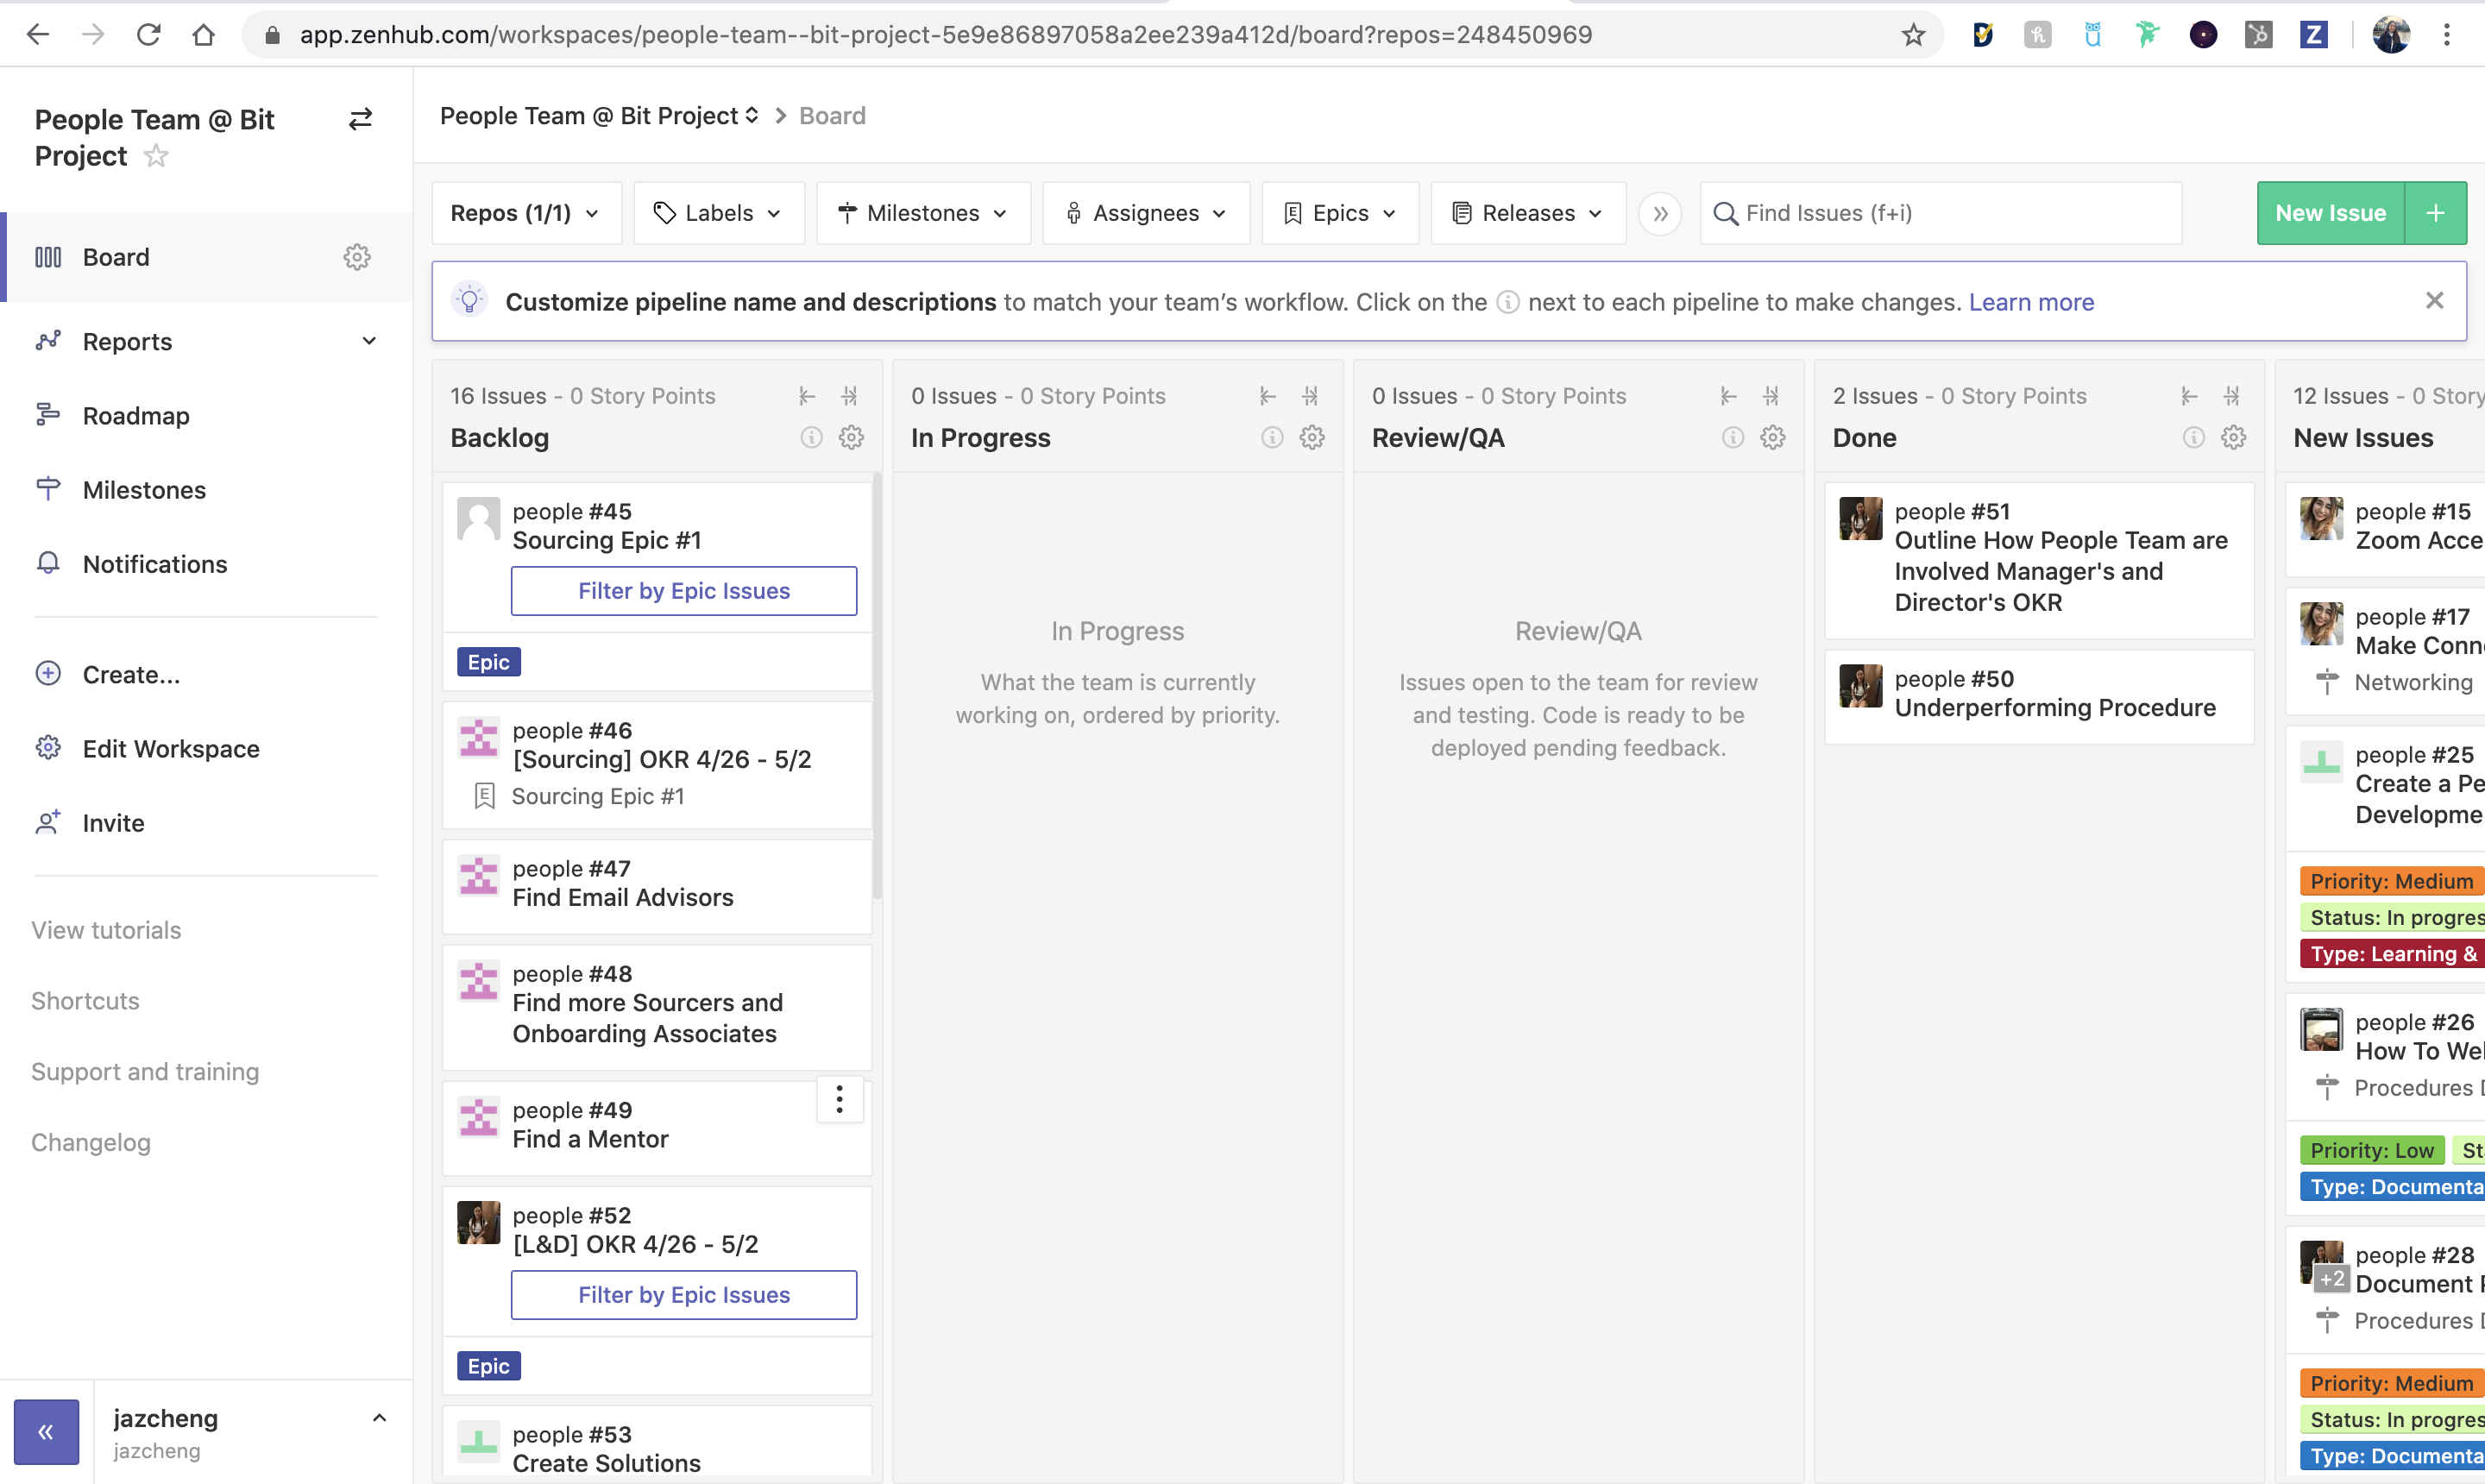 app.zenhub.com/workspaces/people-team--bit-project-5e9e86897058a2ee239a412d/board?repos=248450969
People Team @ Bit
Project
Board
Reports
Roadmap
Milestones
Notifications
Create...
Edit Workspace
Invite
View tutorials
Shortcuts
Support and training
Changelog
jazcheng
jazcheng
People Team @ Bit Project > Board
Repos (1/1)
Labels
Milestones
Assignees
Epics
Releases
Find Issues (f+i)
New Issue
+
Customize pipeline name and descriptions to match your team’s workflow. Click on the ⓘ next to each pipeline to make changes. Learn more
16 Issues - 0 Story Points
Backlog
people #45
Sourcing Epic #1
Filter by Epic Issues
Epic
people #46
[Sourcing] OKR 4/26 - 5/2
Sourcing Epic #1
people #47
Find Email Advisors
people #48
Find more Sourcers and
Onboarding Associates
people #49
Find a Mentor
people #52
[L&D] OKR 4/26 - 5/2
Filter by Epic Issues
Epic
people #53
Create Solutions
0 Issues - 0 Story Points
In Progress
In Progress
What the team is currently
working on, ordered by priority.
0 Issues - 0 Story Points
Review/QA
Review/QA
Issues open to the team for review
and testing. Code is ready to be
deployed pending feedback.
2 Issues - 0 Story Points
Done
people #51
Outline How People Team are
Involved Manager's and
Director's OKR
people #50
Underperforming Procedure
12 Issues - 0 Story
New Issues
people #15
Zoom Acce
people #17
Make Conn
Networking
people #25
Create a Pe
Developme
Priority: Medium
Status: In progres
Type: Learning &
people #26
How To Wel
Procedures D
Priority: Low
St
Type: Documenta
people #28
+2
Document P
Procedures D
Priority: Medium
Status: In progres
Type: Documenta